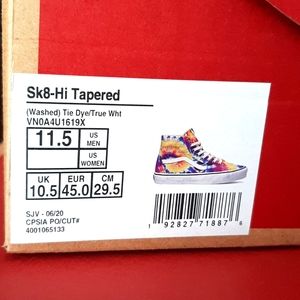 Sk8-Hi Tapered
(Washed) Tie Dye/True Wht
VN0A4U1619X
11.5 US MEN
US WOMEN
UK EUR CM
10.5 45.0 29.5
SJV - 06/20
CPSIA PO/CUT#
4001065133
1 92827 71887 6